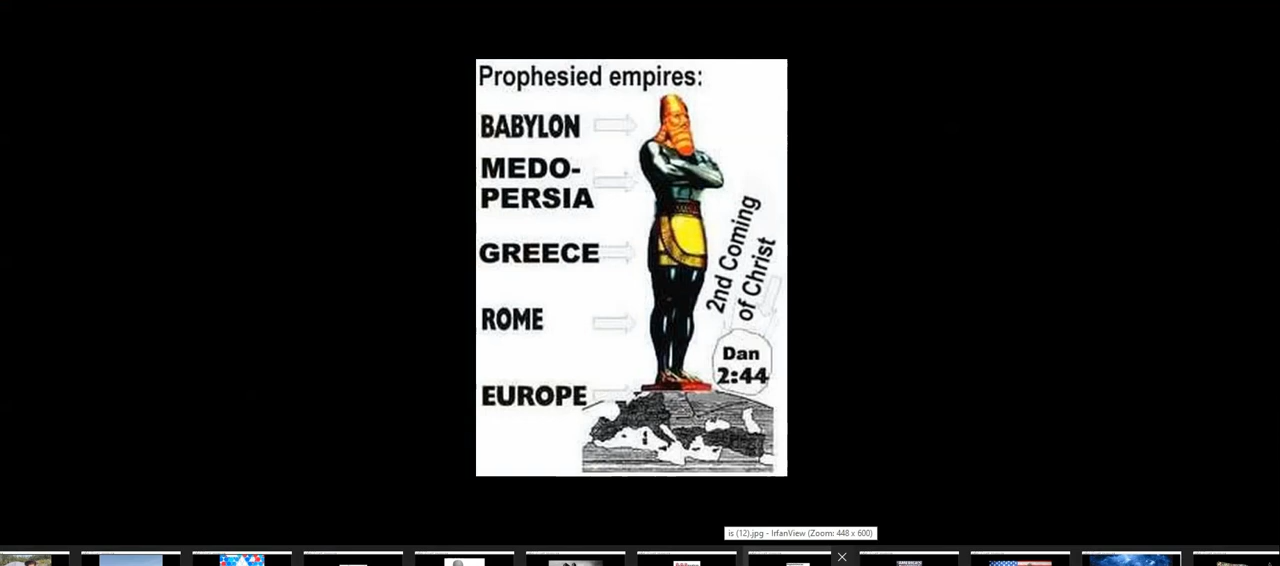 Prophesied empires:
BABYLON
MEDO-
PERSIA
GREECE
ROME
EUROPE
2nd Coming
of Christ
Dan
2:44
is (12).jpg - IrfanView (Zoom: 448 x 600)